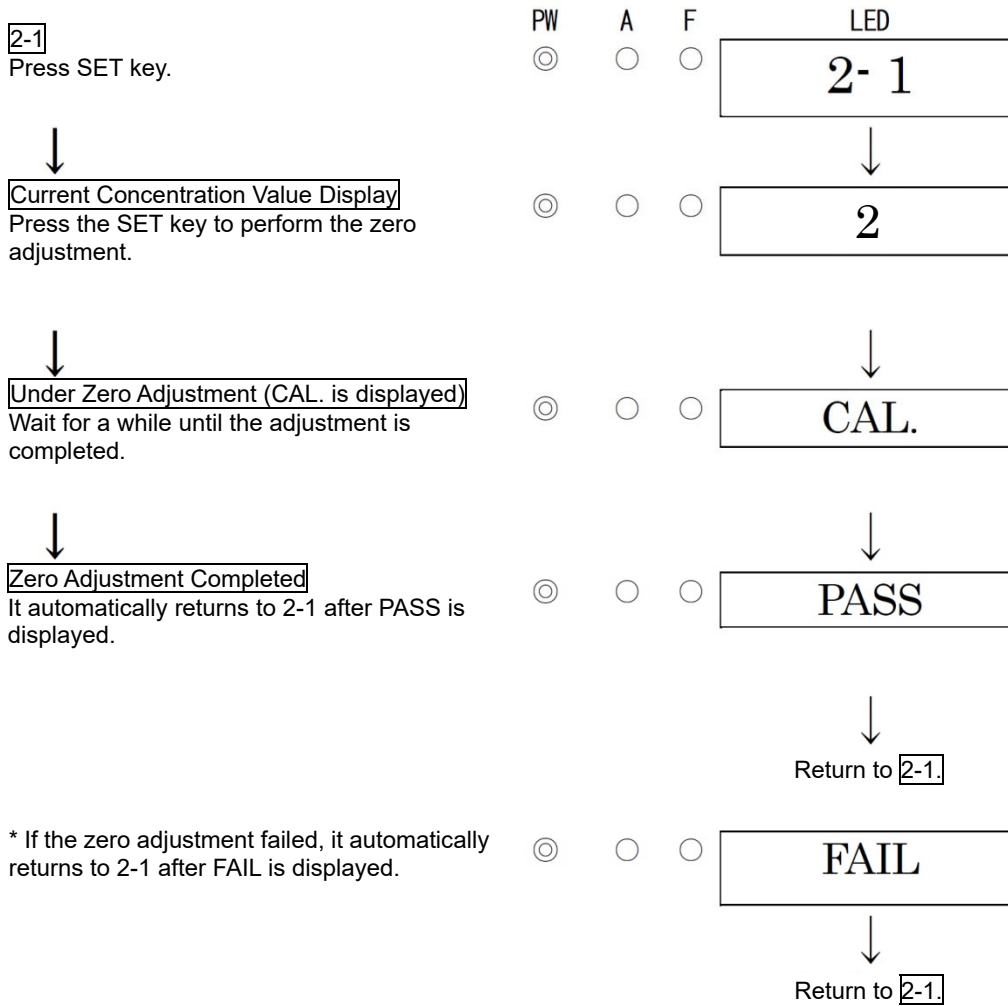 PW A F LED
2-1
Press SET key.
2- 1
Current Concentration Value Display
Press the SET key to perform the zero
adjustment.
2
Under Zero Adjustment (CAL. is displayed)
Wait for a while until the adjustment is
completed.
CAL.
Zero Adjustment Completed
It automatically returns to 2-1 after PASS is
displayed.
PASS
Return to 2-1.
* If the zero adjustment failed, it automatically
returns to 2-1 after FAIL is displayed.
FAIL
Return to 2-1.